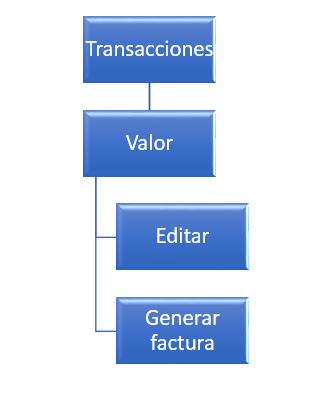 Transacciones
Valor
Editar
Generar
factura